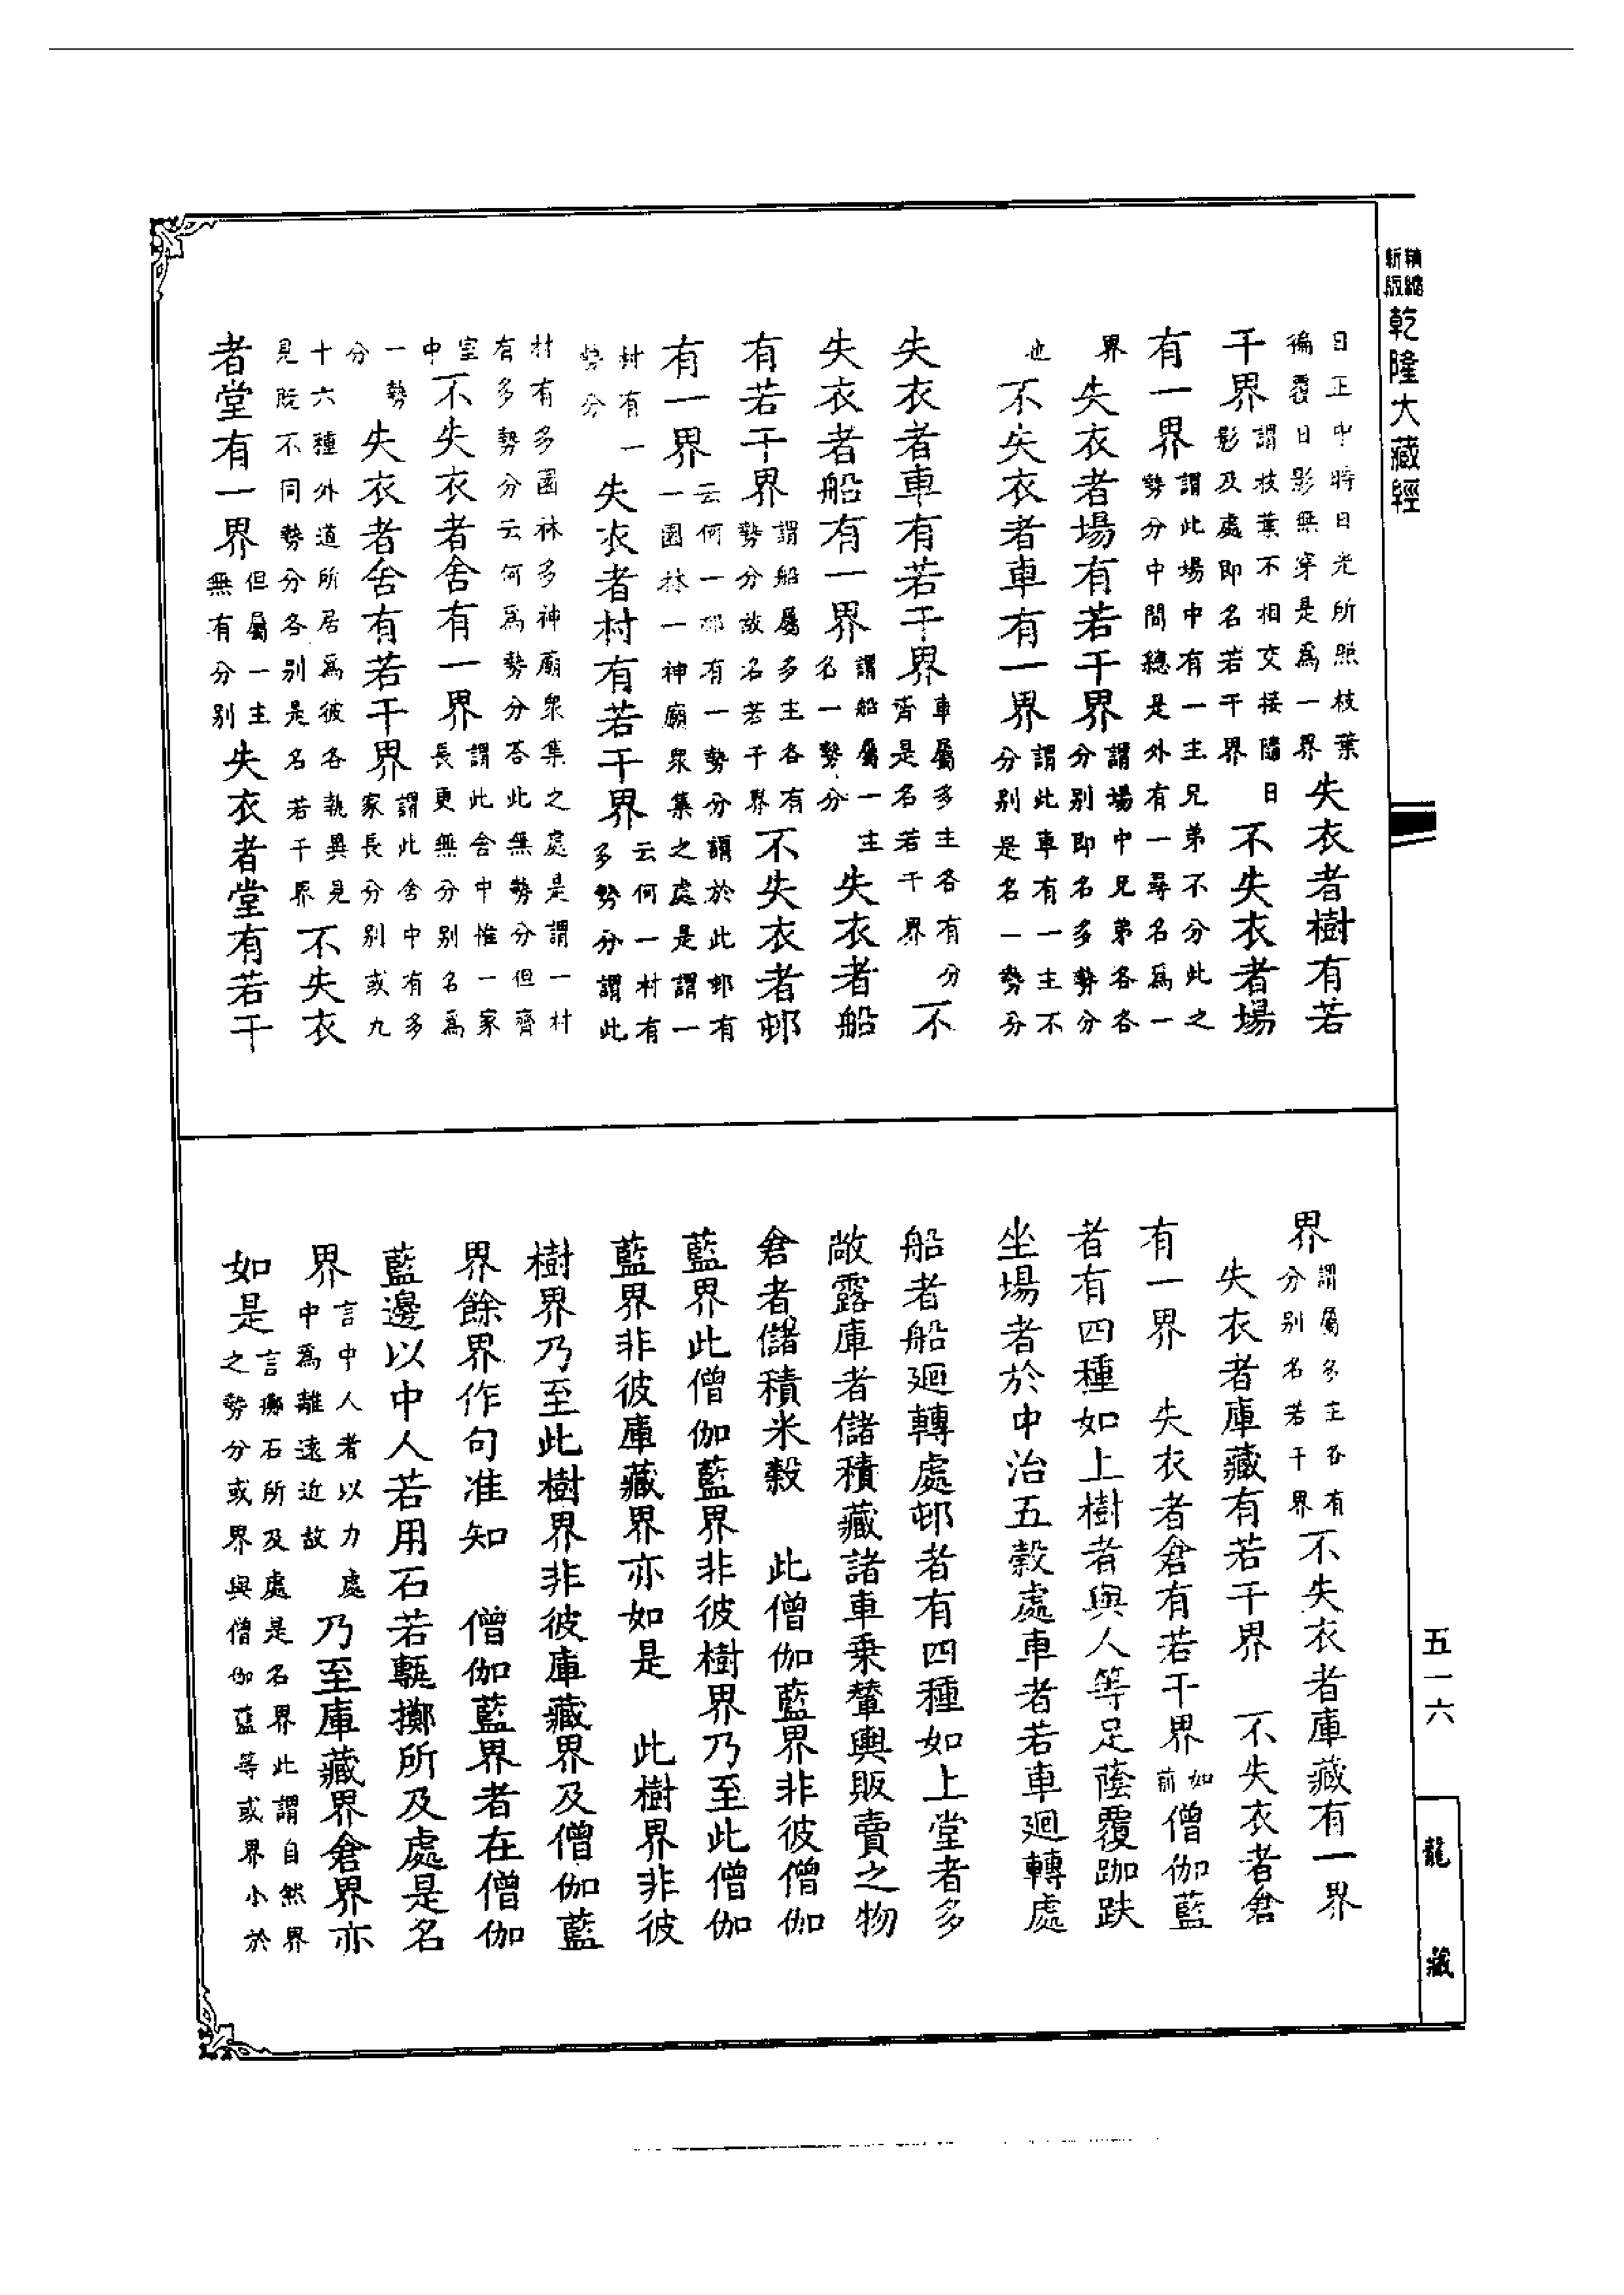 精縮新版乾隆大藏經
日正中時日光所照枝葉徧覆日影無穿是為一界失衣者樹有若
干界謂枝葉不相交接隨日影及處即名若干界不失衣者場
有一界謂此場中有一主兄弟不分此之勢分中間總是外有一尋名為一
界失衣者場有若干界謂場中兄弟各各分別即名多勢分
也不失衣者車有一界謂此車有一主不分別是名一勢分
失衣者車有若干界車屬多主各有分齊是名若干界不
失衣者船有一界謂船屬一主名一勢分失衣者船
有若干界謂船屬多主各有勢分故名若干界不失衣者邨
有一界云何一邨有一勢分謂於此邨有一園林一神廟眾集之處是謂一
村有一勢分失衣者村有若干界云何一村有多勢分謂此
村有多園林多神廟眾集之處是謂一村有多勢分云何為勢分答此無勢分但齊
室中不失衣者舍有一界謂此舍中惟一家長更無分別名為
一勢分失衣者舍有若干界謂此舍中有多家長分別或九
十六種外道所居為彼各執異見見既不同勢分各別是名若干界不失衣
者堂有一界但屬一主無有分別失衣者堂有若干
界謂屬多主各有分別名若干界不失衣者庫藏有一界
失衣者庫藏有若干界 不失衣者倉
有一界 失衣者倉有若干界如前僧伽藍
者有四種如上樹者與人等足蔭覆跏趺
坐場者於中治五穀處車者若車迴轉處
船者船迴轉處邨者有四種如上堂者多
敞露庫者儲積藏諸車乗輦輿販賣之物
倉者儲積米穀 此僧伽藍界非彼僧伽
藍界此僧伽藍界非彼樹界乃至此僧伽
藍界非彼庫藏界亦如是 此樹界非彼
樹界乃至此樹界非彼庫藏界及僧伽藍
界餘界作句准知 僧伽藍界者在僧伽
藍邊以中人若用石若甎擲所及處是名
界言中人者以力處中為離遠近故乃至庫藏界倉界亦
如是言擲石所及處是名界此謂自然界之勢分或界與僧伽藍等或界小於
五一六
龍藏